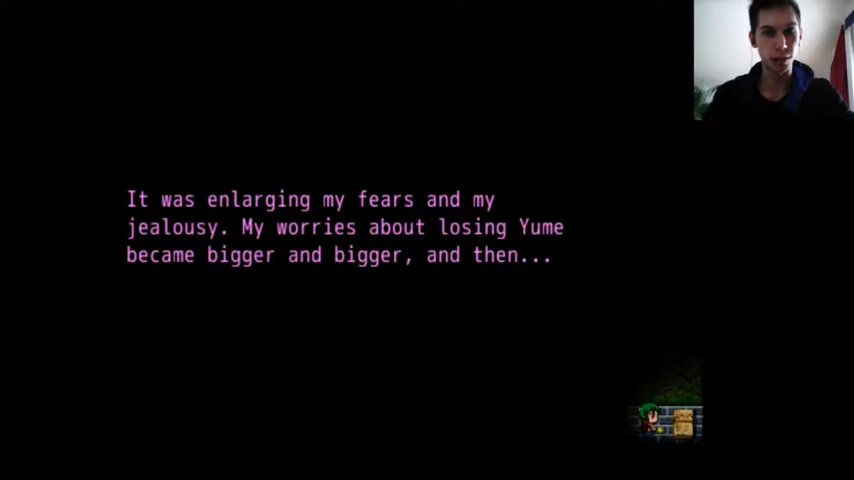 It was enlarging my fears and my
jealousy. My worries about losing Yume
became bigger and bigger, and then...